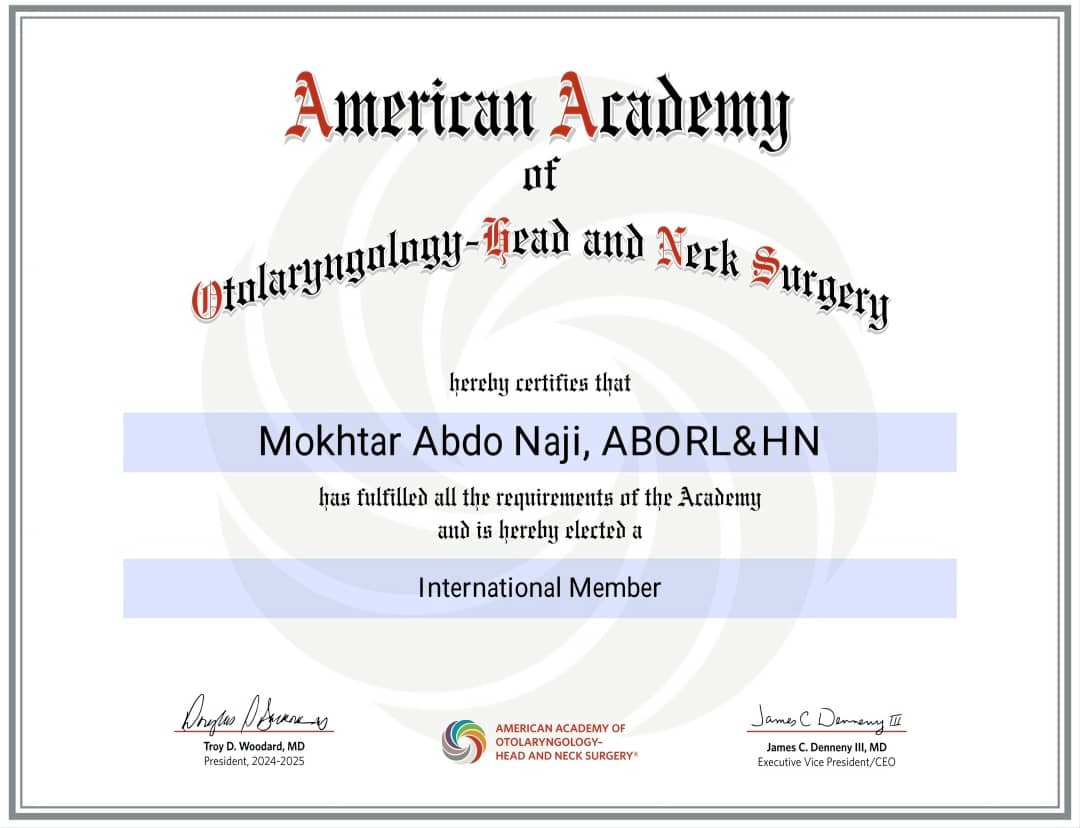 American Academy
of
Otolaryngology-Head and Neck Surgery
hereby certifies that
Mokhtar Abdo Naji, ABORL&HN
has fulfilled all the requirements of the Academy
and is hereby elected a
International Member
Troy D. Woodard, MD
President, 2024-2025
AMERICAN ACADEMY OF
OTOLARYNGOLOGY–
HEAD AND NECK SURGERY®
James C Denneny III
James C. Denneny III, MD
Executive Vice President/CEO